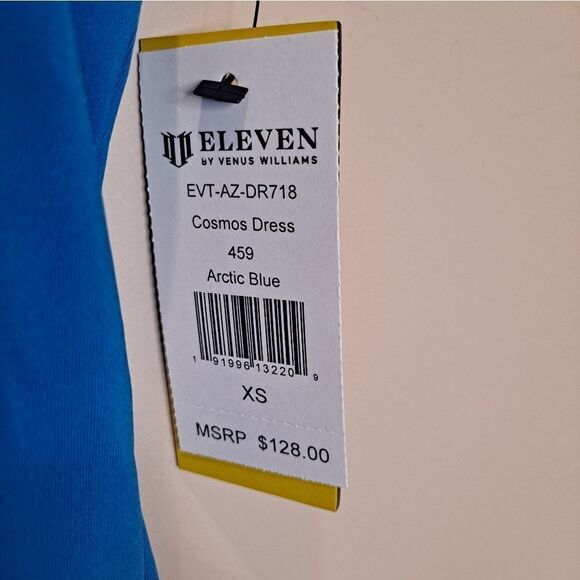 ELEVEN
BY VENUS WILLIAMS
EVT-AZ-DR718
Cosmos Dress
459
Arctic Blue
1 91996 13220 9
XS
MSRP $128.00